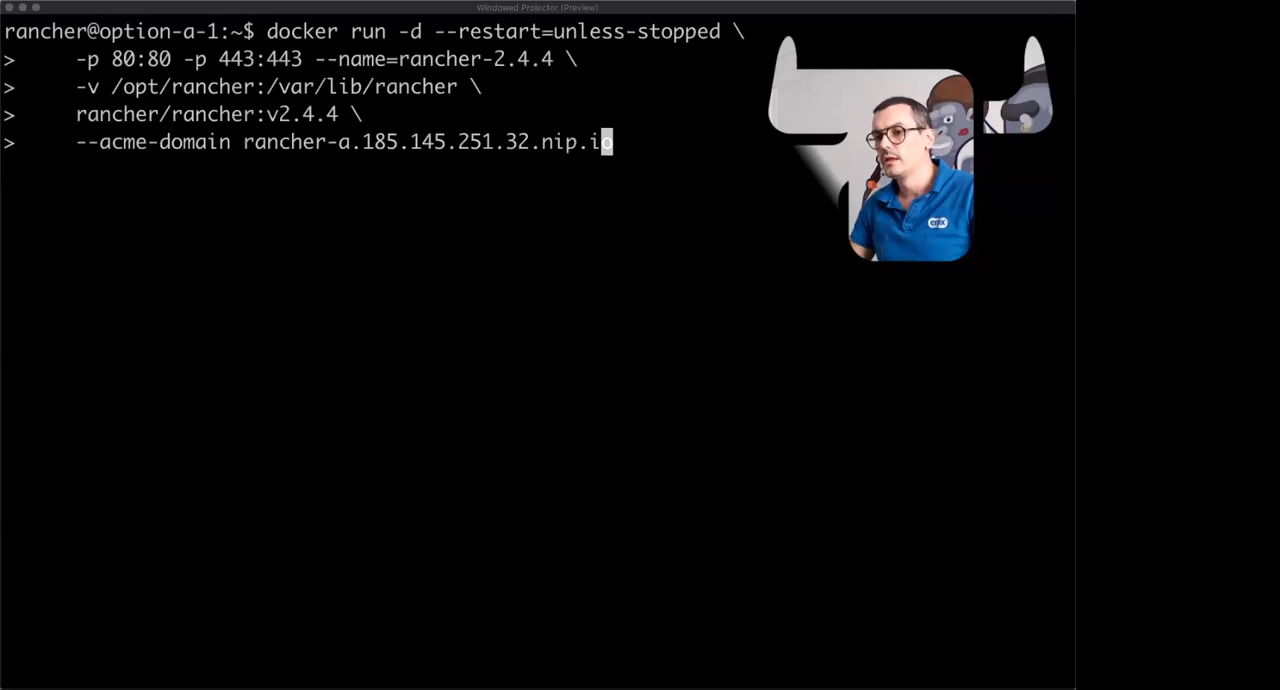 Windowed Projector (Preview)
rancher@option-a-1:~$ docker run -d --restart=unless-stopped \
>     -p 80:80 -p 443:443 --name=rancher-2.4.4 \
>     -v /opt/rancher:/var/lib/rancher \
>     rancher/rancher:v2.4.4 \
>     --acme-domain rancher-a.185.145.251.32.nip.io
enix